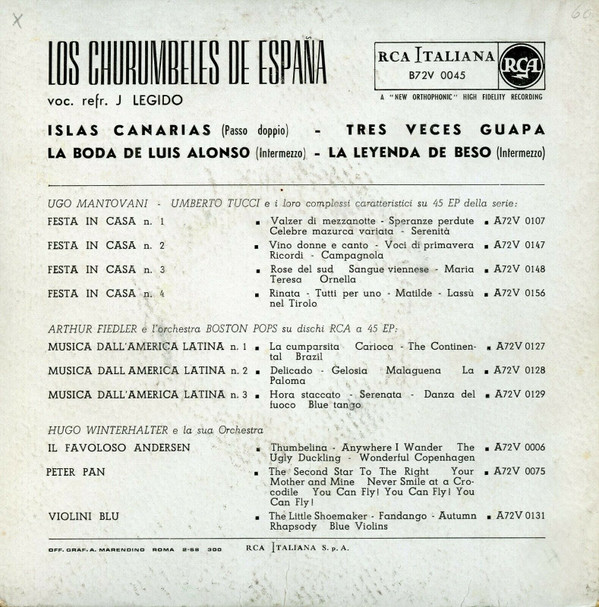 x
60
LOS CHURUMBELES DE ESPAÑA
voc. refr. J LEGIDO
RCA ITALIANA
B72V 0045
RCA
A "NEW ORTHOPHONIC" HIGH FIDELITY RECORDING
ISLAS CANARIAS (Passo doppio) - TRES VECES GUAPA
LA BODA DE LUIS ALONSO (Intermezzo) - LA LEYENDA DE BESO (Intermezzo)
UGO MANTOVANI - UMBERTO TUCCI e i loro complessi caratteristici su 45 EP della serie:
FESTA IN CASA n. 1 ▪ Valzer di mezzanotte - Speranze perdute ▪ A72V 0107
Celebre mazurca variata - Serenità
FESTA IN CASA n. 2 ▪ Vino donne e canto - Voci di primavera ▪ A72V 0147
Ricordi - Campagnola
FESTA IN CASA n. 3 ▪ Rose del sud Sangue viennese - Maria ▪ A72V 0148
Teresa Ornella
FESTA IN CASA n. 4 ▪ Rinata - Tutti per uno - Matilde - Lassù ▪ A72V 0156
nel Tirolo
ARTHUR FIEDLER e l'orchestra BOSTON POPS su dischi RCA a 45 EP:
MUSICA DALL'AMERICA LATINA n. 1 ▪ La cumparsita Carioca - The Continen- ▪ A72V 0127
tal Brazil
MUSICA DALL AMERICA LATINA n. 2 ▪ Delicado - Gelosia Malaguena La ▪ A72V 0128
Paloma
MUSICA DALL'AMERICA LATINA n. 3 ▪ Hora staccato - Serenata - Danza del ▪ A72V 0129
fuoco Blue tango
HUGO WINTERHALTER e la sua Orchestra
IL FAVOLOSO ANDERSEN ▪ Thumbelina - Anywhere I Wander The ▪ A72V 0006
Ugly Duckling - Wonderful Copenhagen
PETER PAN ▪ The Second Star To The Right Your ▪ A72V 0075
Mother and Mine Never Smile at a Cro-
codile You Can Fly! You Can Fly! You
Can Fly!
VIOLINI BLU ▪ The Little Shoemaker - Fandango - Autumn ▪ A72V 0131
Rhapsody Blue Violins
OFF. GRAF. A. MARENDINO ROMA 2-58 300 RCA ITALIANA S. p. A.